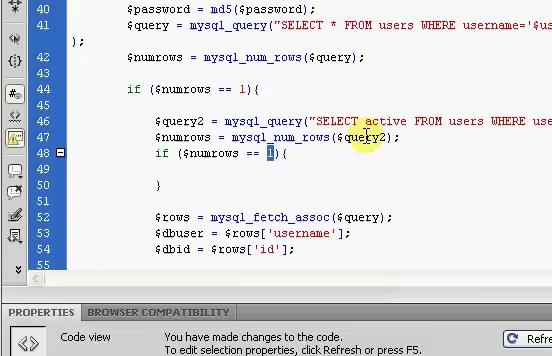 40 $password = md5($password);
41 $query = mysql_query("SELECT * FROM users WHERE username='$us
);
42 $numrows = mysql_num_rows($query);
43
44 if ($numrows == 1){
45
46 $query2 = mysql_query("SELECT active FROM users WHERE use
47 $numrows = mysql_num_rows($query2);
48 if ($numrows == 1){
49
50 }
51
52 $rows = mysql_fetch_assoc($query);
53 $dbuser = $rows['username'];
54 $dbid = $rows['id'];
55
PROPERTIES BROWSER COMPATIBILITY
Code view You have made changes to the code. Refre
To edit selection properties, click Refresh or press F5.